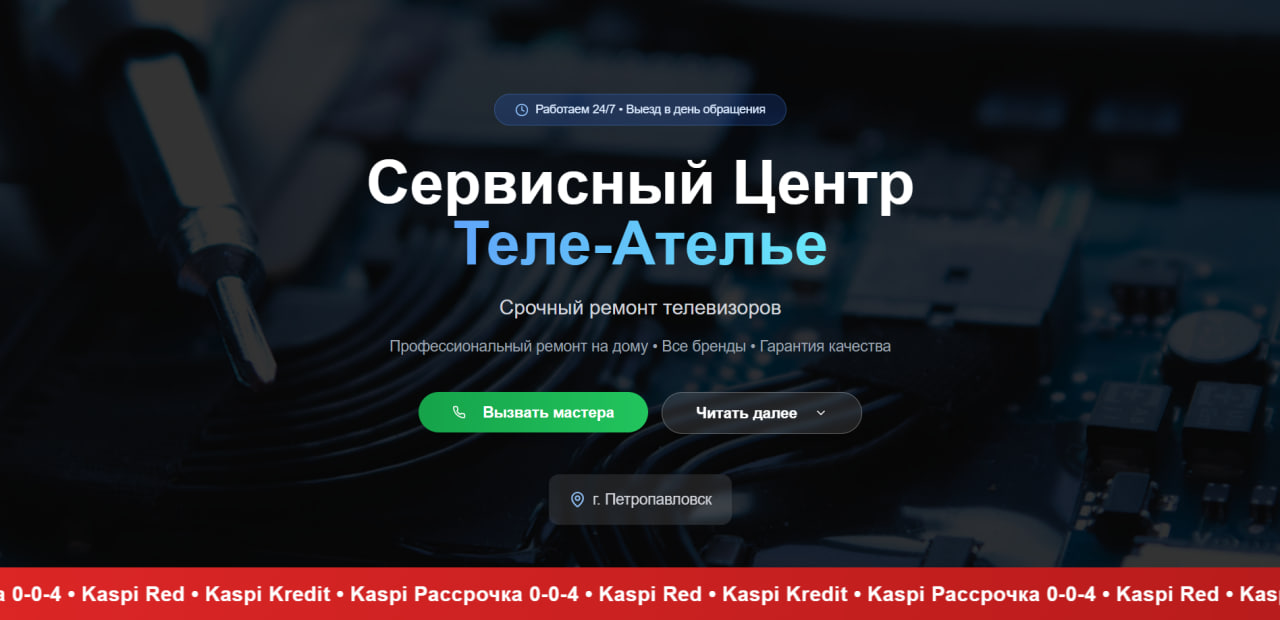 Работаем 24/7 • Выезд в день обращения
Сервисный Центр
Теле-Ателье
Срочный ремонт телевизоров
Профессиональный ремонт на дому • Все бренды • Гарантия качества
Вызвать мастера
Читать далее
г. Петропавловск
а 0-0-4 • Kaspi Red • Kaspi Kredit • Kaspi Рассрочка 0-0-4 • Kaspi Red • Kaspi Kredit • Kaspi Рассрочка 0-0-4 • Kaspi Red • Kas